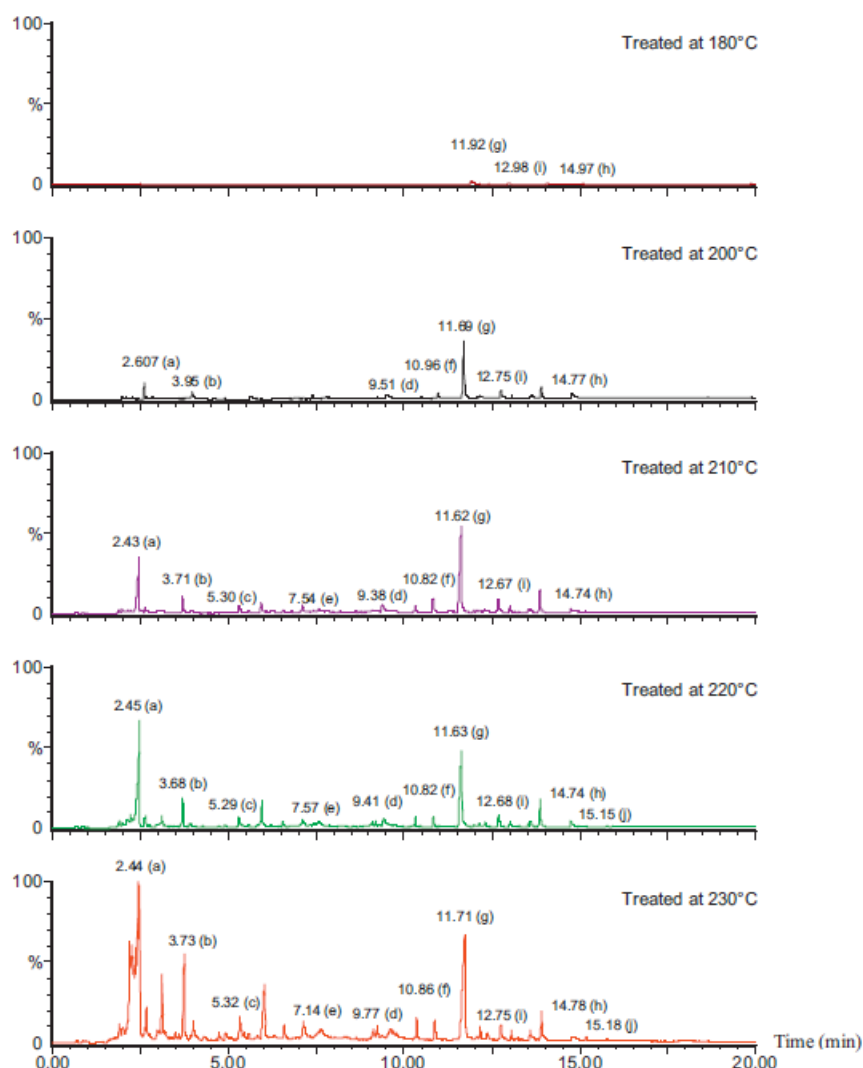 100
Treated at 180°C
%
11.92 (g)
12.98 (i)
14.97 (h)
0
100
Treated at 200°C
%
11.69 (g)
2.607 (a)
3.95 (b)
9.51 (d)
10.96 (f)
12.75 (i)
14.77 (h)
0
100
Treated at 210°C
%
11.62 (g)
2.43 (a)
3.71 (b)
5.30 (c)
7.54 (e)
9.38 (d)
10.82 (f)
12.67 (i)
14.74 (h)
0
100
Treated at 220°C
%
2.45 (a)
11.63 (g)
3.68 (b)
5.29 (c)
7.57 (e)
9.41 (d)
10.82 (f)
12.68 (i)
14.74 (h)
15.15 (j)
0
2.44 (a)
100
Treated at 230°C
%
11.71 (g)
3.73 (b)
5.32 (c)
7.14 (e)
9.77 (d)
10.86 (f)
12.75 (i)
14.78 (h)
15.18 (j)
0
Time (min)
0.00 5.00 10.00 15.00 20.00